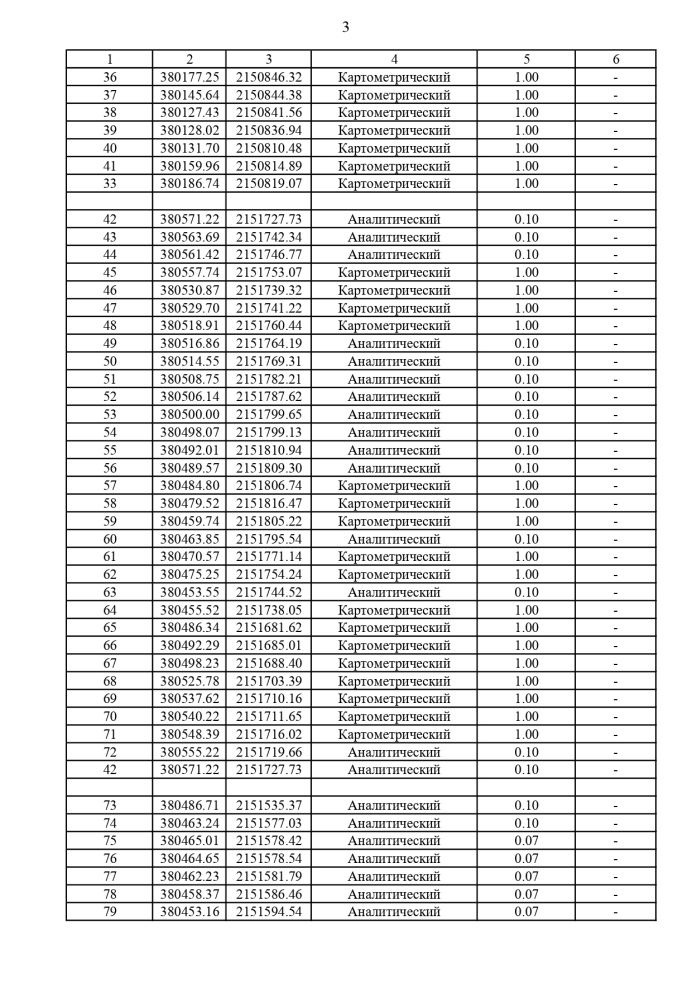 3
1 2 3 4 5 6
36 380177.25 2150846.32 Картометрический 1.00 -
37 380145.64 2150844.38 Картометрический 1.00 -
38 380127.43 2150841.56 Картометрический 1.00 -
39 380128.02 2150836.94 Картометрический 1.00 -
40 380131.70 2150810.48 Картометрический 1.00 -
41 380159.96 2150814.89 Картометрический 1.00 -
33 380186.74 2150819.07 Картометрический 1.00 -
42 380571.22 2151727.73 Аналитический 0.10 -
43 380563.69 2151742.34 Аналитический 0.10 -
44 380561.42 2151746.77 Аналитический 0.10 -
45 380557.74 2151753.07 Картометрический 1.00 -
46 380530.87 2151739.32 Картометрический 1.00 -
47 380529.70 2151741.22 Картометрический 1.00 -
48 380518.91 2151760.44 Картометрический 1.00 -
49 380516.86 2151764.19 Аналитический 0.10 -
50 380514.55 2151769.31 Аналитический 0.10 -
51 380508.75 2151782.21 Аналитический 0.10 -
52 380506.14 2151787.62 Аналитический 0.10 -
53 380500.00 2151799.65 Аналитический 0.10 -
54 380498.07 2151799.13 Аналитический 0.10 -
55 380492.01 2151810.94 Аналитический 0.10 -
56 380489.57 2151809.30 Аналитический 0.10 -
57 380484.80 2151806.74 Картометрический 1.00 -
58 380479.52 2151816.47 Картометрический 1.00 -
59 380459.74 2151805.22 Картометрический 1.00 -
60 380463.85 2151795.54 Аналитический 0.10 -
61 380470.57 2151771.14 Картометрический 1.00 -
62 380475.25 2151754.24 Картометрический 1.00 -
63 380453.55 2151744.52 Аналитический 0.10 -
64 380455.52 2151738.05 Картометрический 1.00 -
65 380486.34 2151681.62 Картометрический 1.00 -
66 380492.29 2151685.01 Картометрический 1.00 -
67 380498.23 2151688.40 Картометрический 1.00 -
68 380525.78 2151703.39 Картометрический 1.00 -
69 380537.62 2151710.16 Картометрический 1.00 -
70 380540.22 2151711.65 Картометрический 1.00 -
71 380548.39 2151716.02 Картометрический 1.00 -
72 380555.22 2151719.66 Аналитический 0.10 -
42 380571.22 2151727.73 Аналитический 0.10 -
73 380486.71 2151535.37 Аналитический 0.10 -
74 380463.24 2151577.03 Аналитический 0.10 -
75 380465.01 2151578.42 Аналитический 0.07 -
76 380464.65 2151578.54 Аналитический 0.07 -
77 380462.23 2151581.79 Аналитический 0.07 -
78 380458.37 2151586.46 Аналитический 0.07 -
79 380453.16 2151594.54 Аналитический 0.07 -